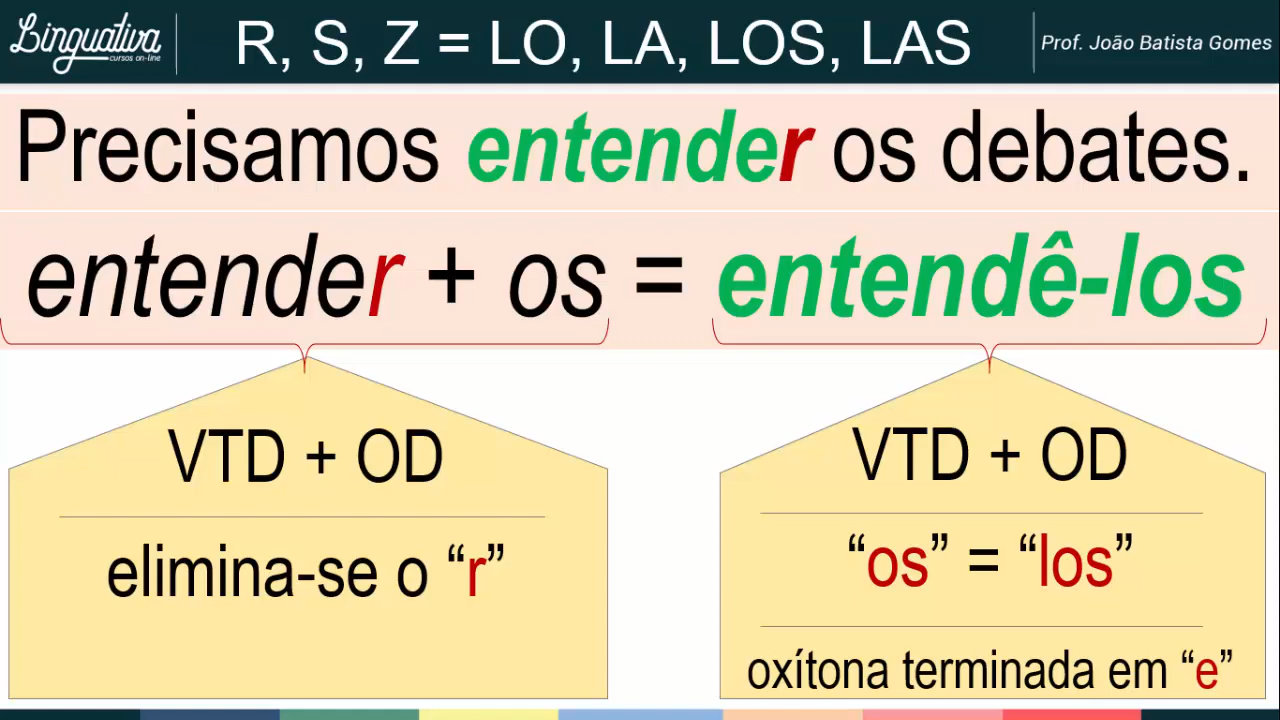 Linguativa
cursos on-line
R, S, Z = LO, LA, LOS, LAS
Prof. João Batista Gomes
Precisamos entender os debates.
entender + os = entendê-los
VTD + OD
elimina-se o “r”
VTD + OD
“os” = “los”
oxítona terminada em “e”